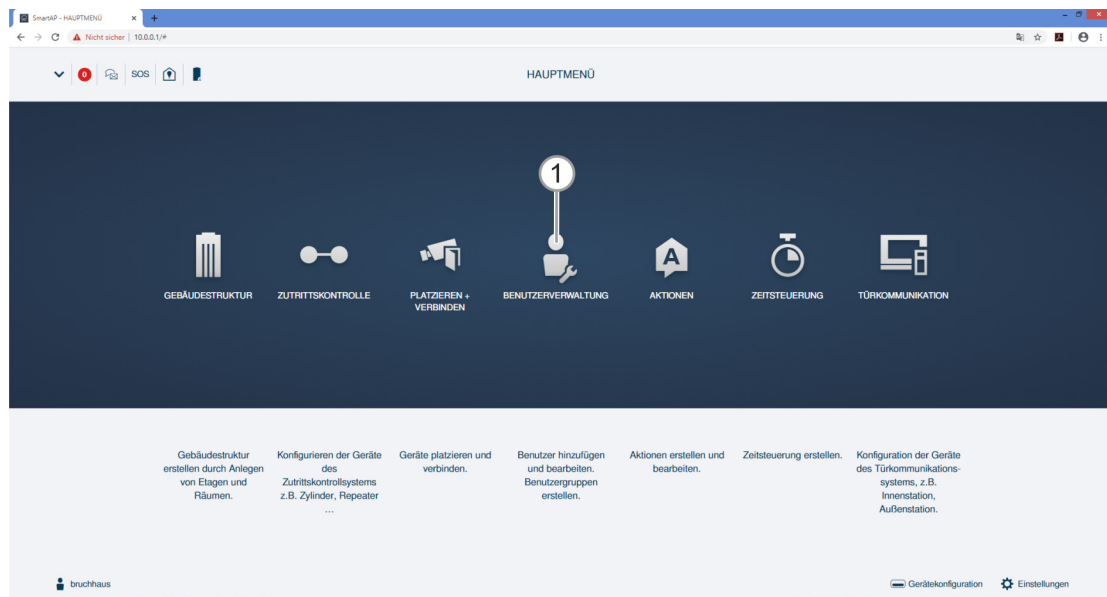 SmartAP - HAUPTMENÜ
Nicht sicher | 10.0.0.1/#
0
SOS
HAUPTMENÜ
1
A
GEBÄUDESTRUKTUR
ZUTRITTSKONTROLLE
PLATZIEREN +
VERBINDEN
BENUTZERVERWALTUNG
AKTIONEN
ZEITSTEUERUNG
TÜRKOMMUNIKATION
Gebäudestruktur
erstellen durch Anlegen
von Etagen und
Räumen.
Konfigurieren der Geräte
des
Zutrittskontrollsystems
z.B. Zylinder, Repeater
...
Geräte platzieren und
verbinden.
Benutzer hinzufügen
und bearbeiten.
Benutzergruppen
erstellen.
Aktionen erstellen und
bearbeiten.
Zeitsteuerung erstellen.
Konfiguration der Geräte
des Türkommunikations-
systems, z.B.
Innenstation,
Außenstation.
bruchhaus
Gerätekonfiguration
Einstellungen